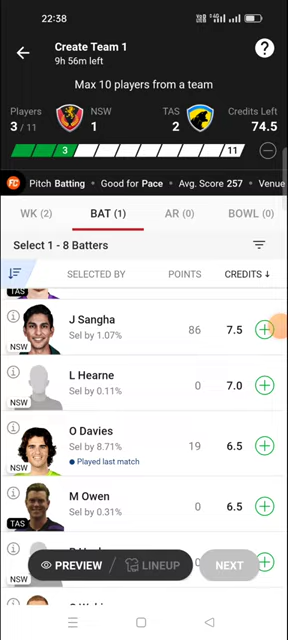 22:38
Create Team 1
9h 56m left
?
Max 10 players from a team
Players
3 / 11
NSW
1
TAS
2
Credits Left
74.5
3
11
FC Pitch Batting • Good for Pace • Avg. Score 257 • Venue
WK (2)
BAT (1)
AR (0)
BOWL (0)
Select 1 - 8 Batters
SELECTED BY
POINTS
CREDITS ↓
TAS
J Sangha
Sel by 1.07%
86
7.5
NSW
L Hearne
Sel by 0.11%
0
7.0
NSW
O Davies
Sel by 8.71%
• Played last match
19
6.5
NSW
M Owen
Sel by 0.31%
0
6.5
TAS
PREVIEW
LINEUP
NEXT
NSW